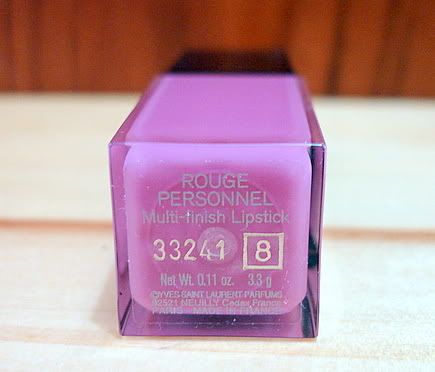 ROUGE
PERSONNEL
Multi-finish Lipstick
33241 8
Net Wt. 0.11 oz. 3.3 g
©YVES SAINT LAURENT PARFUMS
92521 NEUILLY Cedex, France
PARIS MADE IN FRANCE